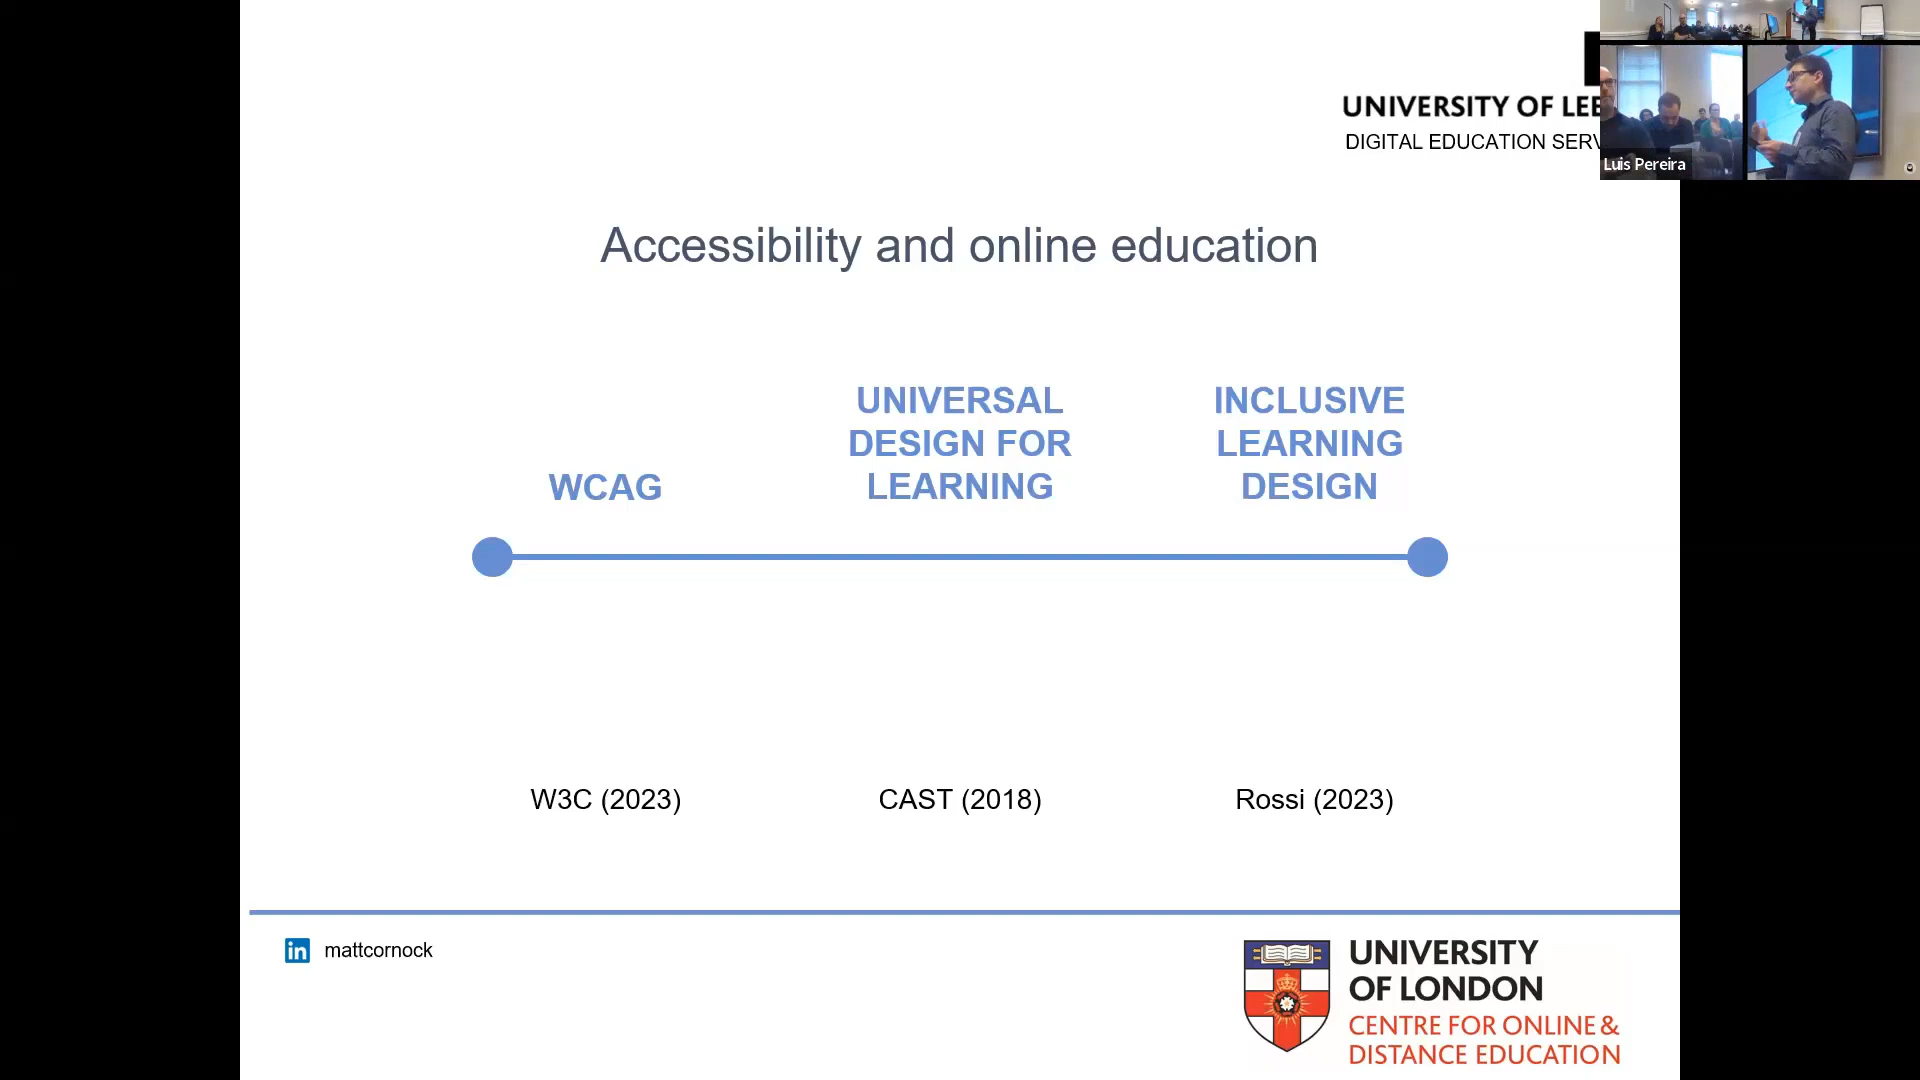 UNIVERSITY OF LEE
DIGITAL EDUCATION SERV
Luis Pereira
Accessibility and online education
WCAG
UNIVERSAL
DESIGN FOR
LEARNING
INCLUSIVE
LEARNING
DESIGN
W3C (2023)
CAST (2018)
Rossi (2023)
in mattcornock
UNIVERSITY
OF LONDON
CENTRE FOR ONLINE &
DISTANCE EDUCATION